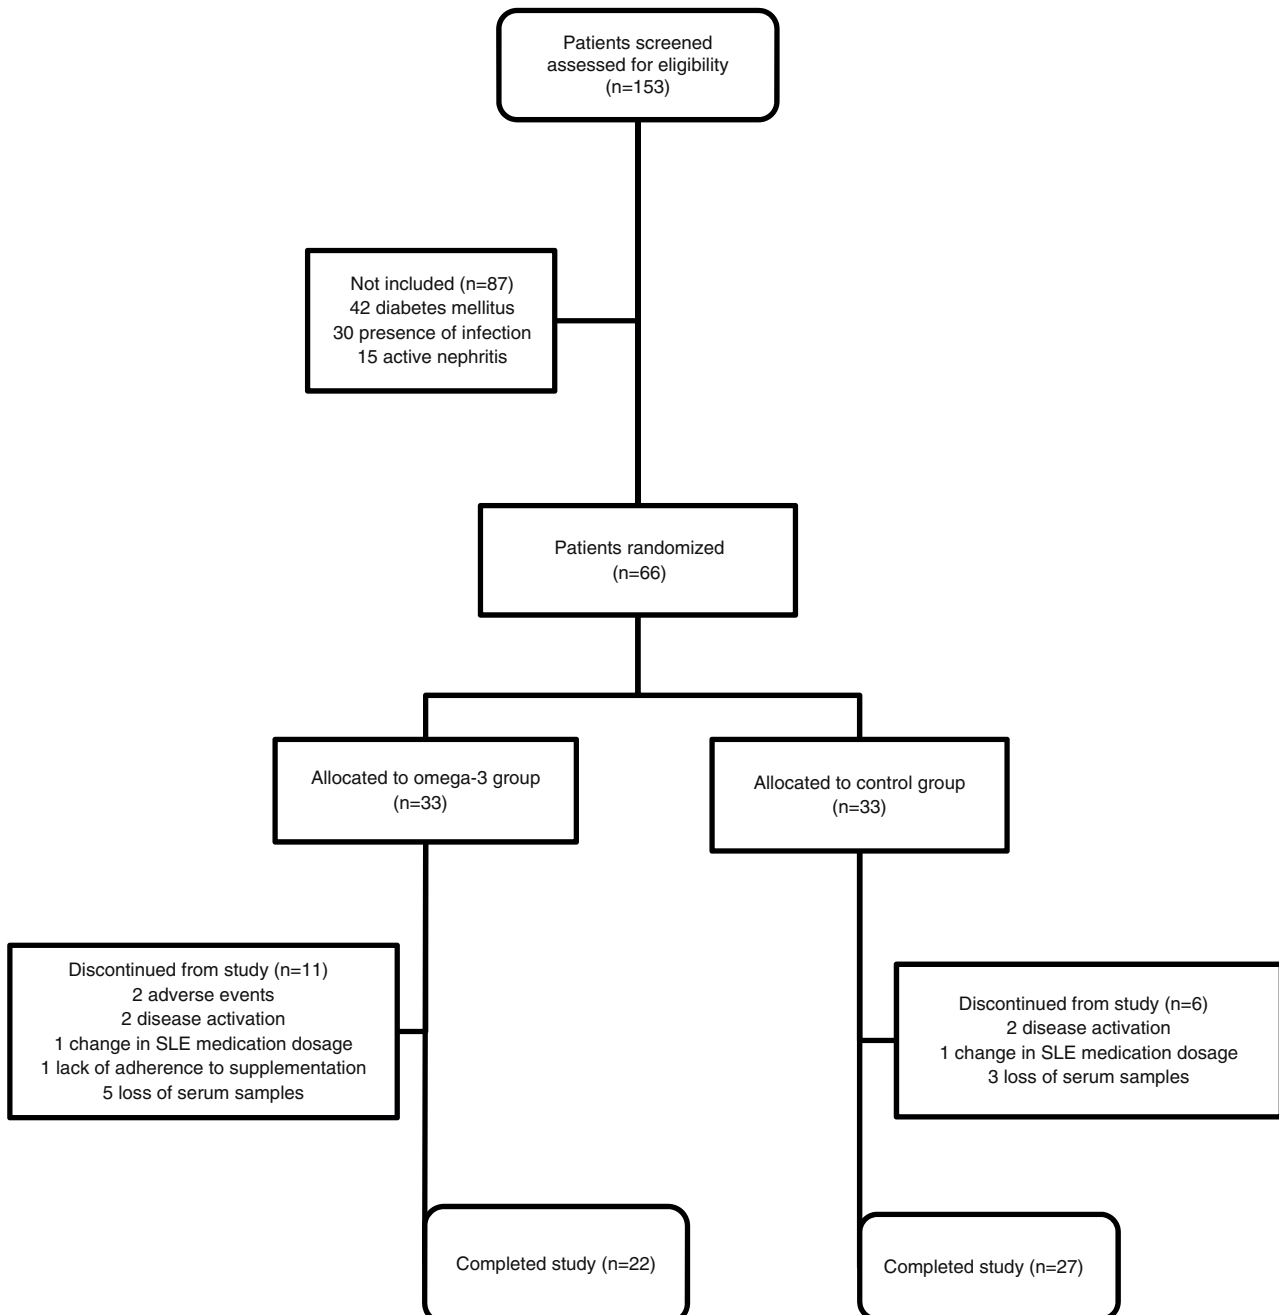 Patients screened
assessed for eligibility
(n=153)
Not included (n=87)
42 diabetes mellitus
30 presence of infection
15 active nephritis
Patients randomized
(n=66)
Allocated to omega-3 group
(n=33)
Allocated to control group
(n=33)
Discontinued from study (n=11)
2 adverse events
2 disease activation
1 change in SLE medication dosage
1 lack of adherence to supplementation
5 loss of serum samples
Discontinued from study (n=6)
2 disease activation
1 change in SLE medication dosage
3 loss of serum samples
Completed study (n=22)
Completed study (n=27)